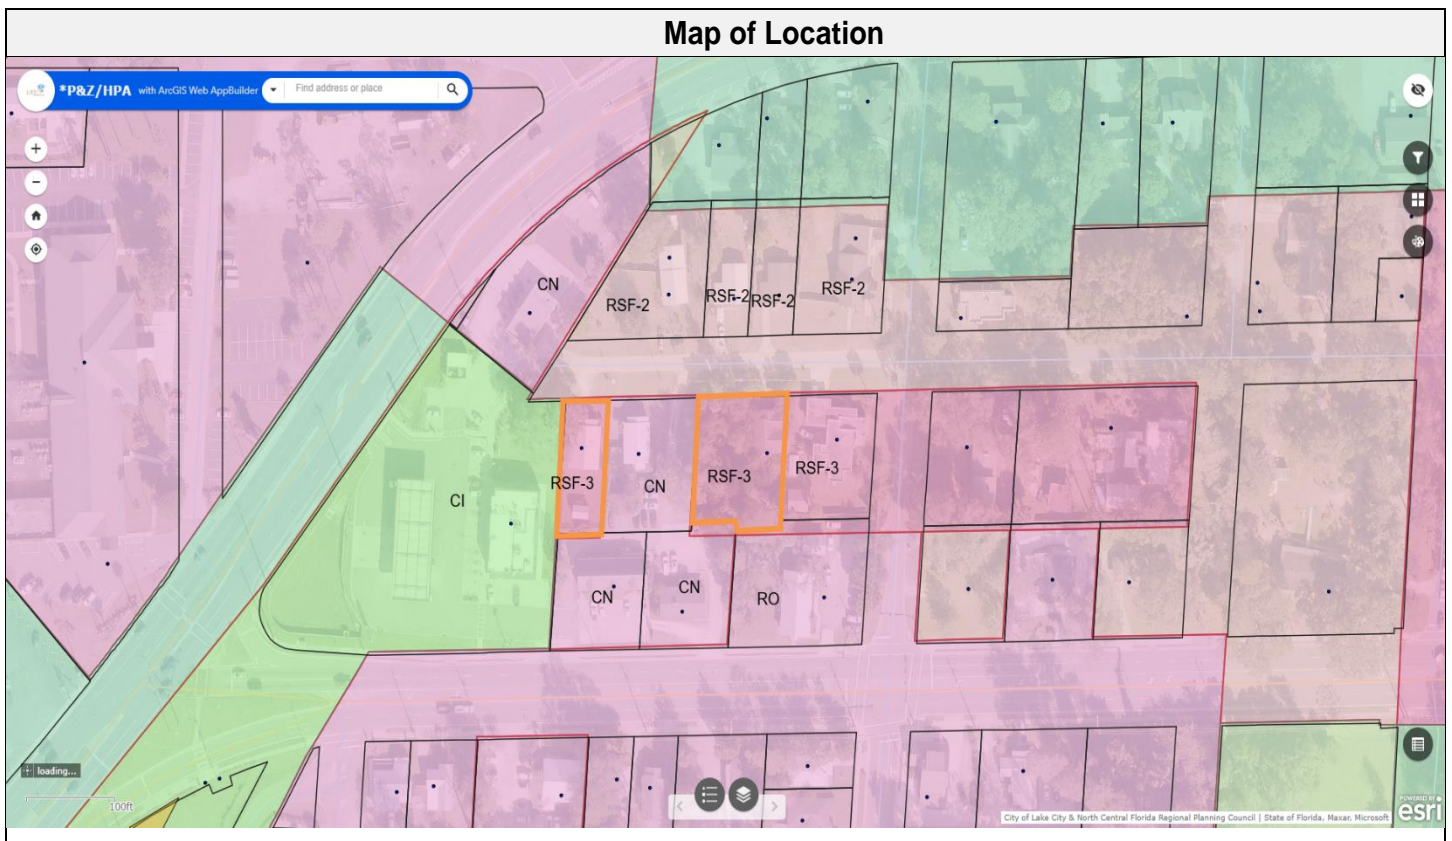 Map of Location
*P&Z/HPA with ArcGIS Web AppBuilder
Find address or place
CN
RSF-2
RSF-2
RSF-2
RSF-2
RSF-3
CN
RSF-3
RSF-3
CI
CN
CN
RO
loading...
100ft
City of Lake City & North Central Florida Regional Planning Council | State of Florida, Maxar, Microsoft
POWERED BY
esri